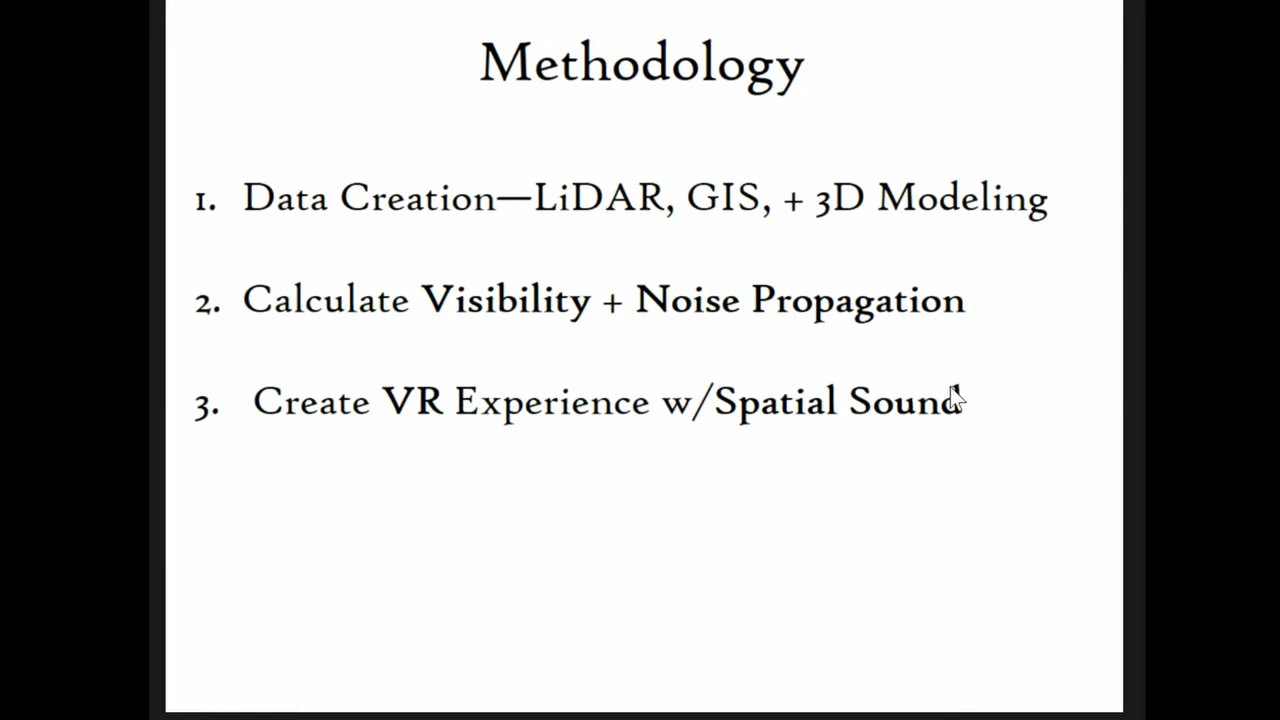 Methodology
1. Data Creation—LiDAR, GIS, + 3D Modeling
2. Calculate Visibility + Noise Propagation
3. Create VR Experience w/Spatial Sound